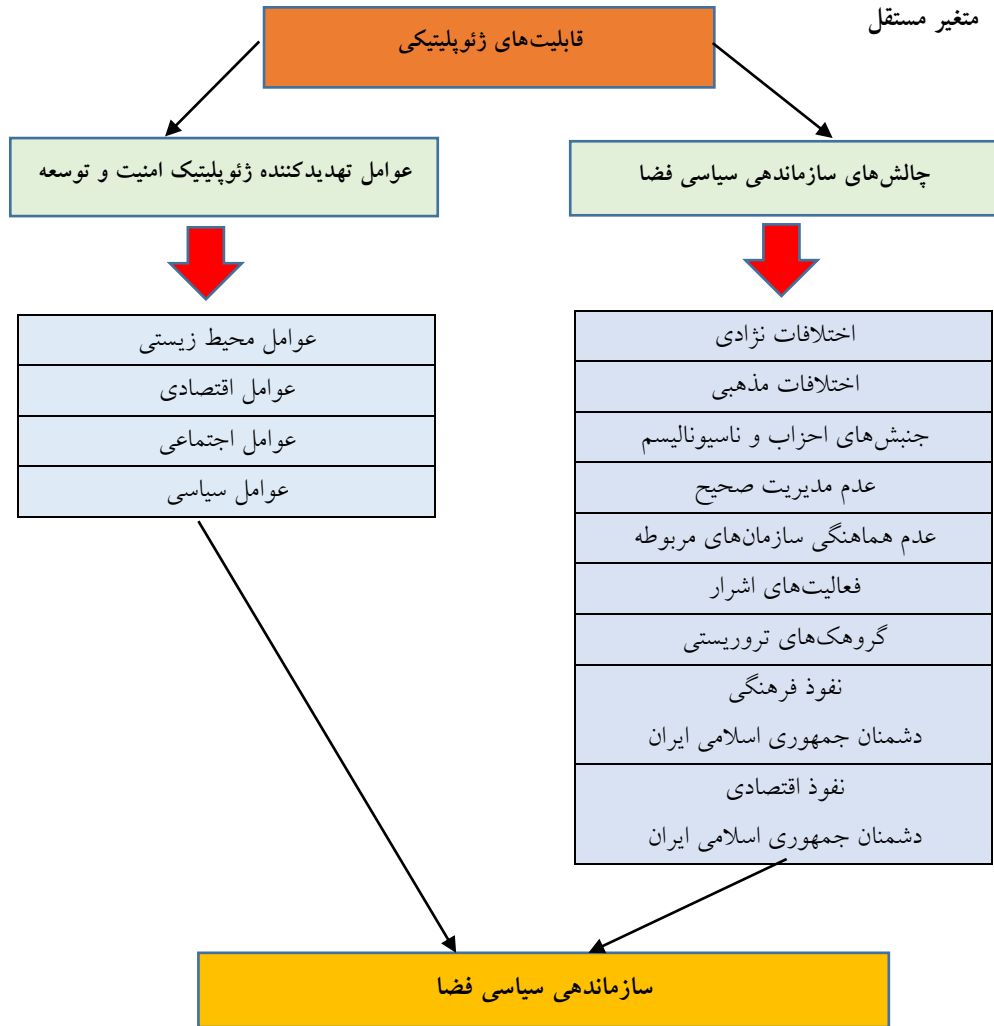 متغیر مستقل
قابلیت‌های ژئوپلیتیکی
چالش‌های سازماندهی سیاسی فضا
اختلافات نژادی
اختلافات مذهبی
جنبش‌های احزاب و ناسیونالیسم
عدم مدیریت صحیح
عدم هماهنگی سازمان‌های مربوطه
فعالیت‌های اشرار
گروهک‌های تروریستی
نفوذ فرهنگی
دشمنان جمهوری اسلامی ایران
نفوذ اقتصادی
دشمنان جمهوری اسلامی ایران
عوامل تهدیدکننده ژئوپلیتیک امنیت و توسعه
عوامل محیط زیستی
عوامل اقتصادی
عوامل اجتماعی
عوامل سیاسی
سازماندهی سیاسی فضا